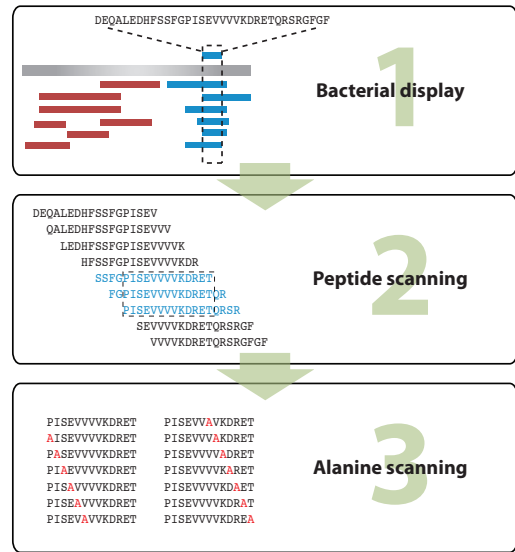 DEQALEDHFSSFGPISEVVVVKDRETQRSRGFGF
1
Bacterial display
DEQALEDHFSSFGPISEV
QALEDHFSSFGPISEVVV
LEDHFSSFGPISEVVVVK
HFSSFGPISEVVVVKDR
SSFGPISEVVVVKDRET
FGPISEVVVVKDRETQR
PISEVVVVKDRETQRSR
SEVVVVKDRETQRSRGF
VVVVKDRETQRSRGFGF
2
Peptide scanning
PISEVVVVKDRET PISEVVAVKDRET
AISEVVVVKDRET PISEVVVAKDRET
PASEVVVVKDRET PISEVVVVADRET
PIAEVVVVKDRET PISEVVVVKARET
PISAVVVVKDRET PISEVVVVKDAET
PISEAVVVKDRET PISEVVVVKDRAT
PISEVAVVKDRET PISEVVVVKDREA
3
Alanine scanning